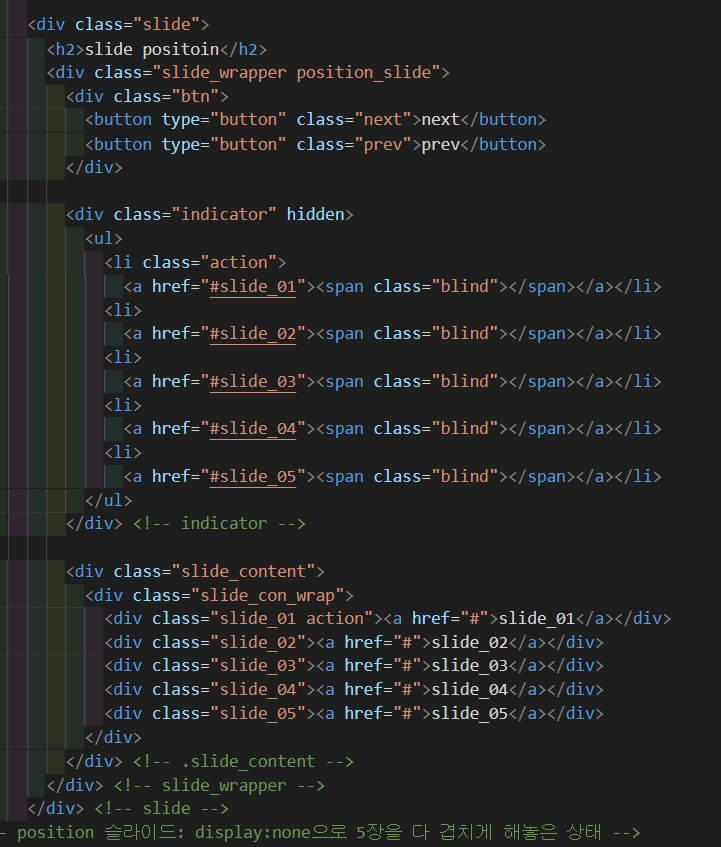 <div class="slide">
<h2>slide positoin</h2>
<div class="slide_wrapper position_slide">
<div class="btn">
<button type="button" class="next">next</button>
<button type="button" class="prev">prev</button>
</div>
<div class="indicator" hidden>
<ul>
<li class="action">
<a href="#slide_01"><span class="blind"></span></a></li>
<li>
<a href="#slide_02"><span class="blind"></span></a></li>
<li>
<a href="#slide_03"><span class="blind"></span></a></li>
<li>
<a href="#slide_04"><span class="blind"></span></a></li>
<li>
<a href="#slide_05"><span class="blind"></span></a></li>
</ul>
</div> <!-- indicator -->
<div class="slide_content">
<div class="slide_con_wrap">
<div class="slide_01 action"><a href="#">slide_01</a></div>
<div class="slide_02"><a href="#">slide_02</a></div>
<div class="slide_03"><a href="#">slide_03</a></div>
<div class="slide_04"><a href="#">slide_04</a></div>
<div class="slide_05"><a href="#">slide_05</a></div>
</div>
</div> <!-- .slide_content -->
</div> <!-- slide_wrapper -->
</div> <!-- slide -->
- position 슬라이드: display:none으로 5장을 다 겹치게 해놓은 상태 -->